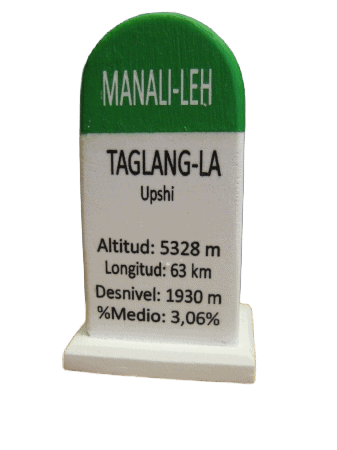 MANALI-LEH
TAGLANG-LA
Upshi
Altitud: 5328 m
Longitud: 63 km
Desnivel: 1930 m
%Medio: 3,06%